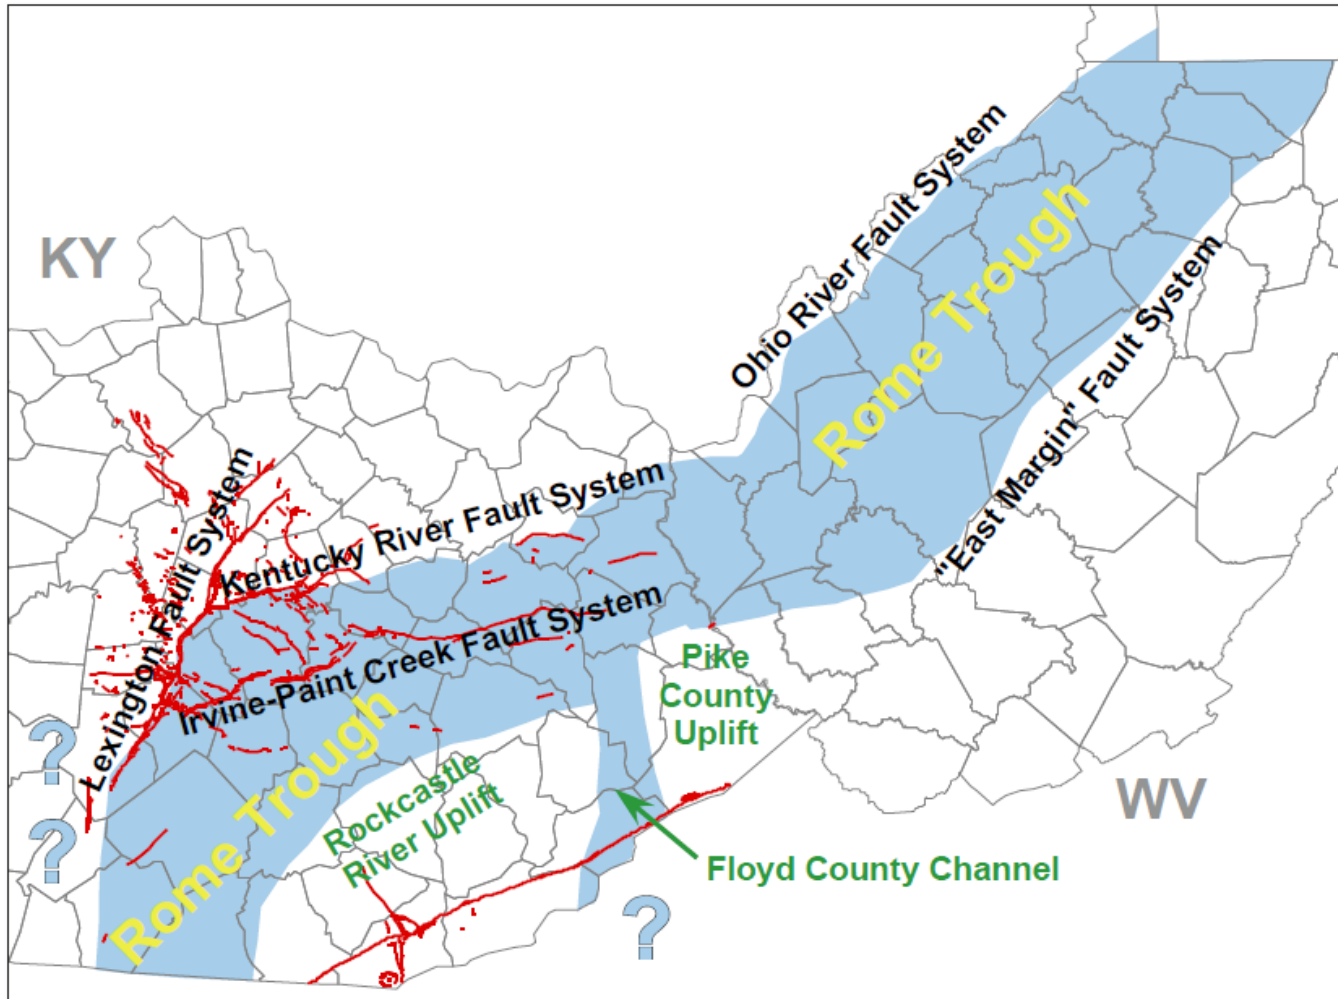 KY
Ohio River Fault System
Rome Trough
"East Margin" Fault System
Lexington Fault System
Kentucky River Fault System
Irvine-Paint Creek Fault System
Pike
County
Uplift
?
?
Rome Trough
Rockcastle
River Uplift
WV
Floyd County Channel
?